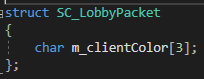 struct SC_LobbyPacket
{
    char m_clientColor[3];
};